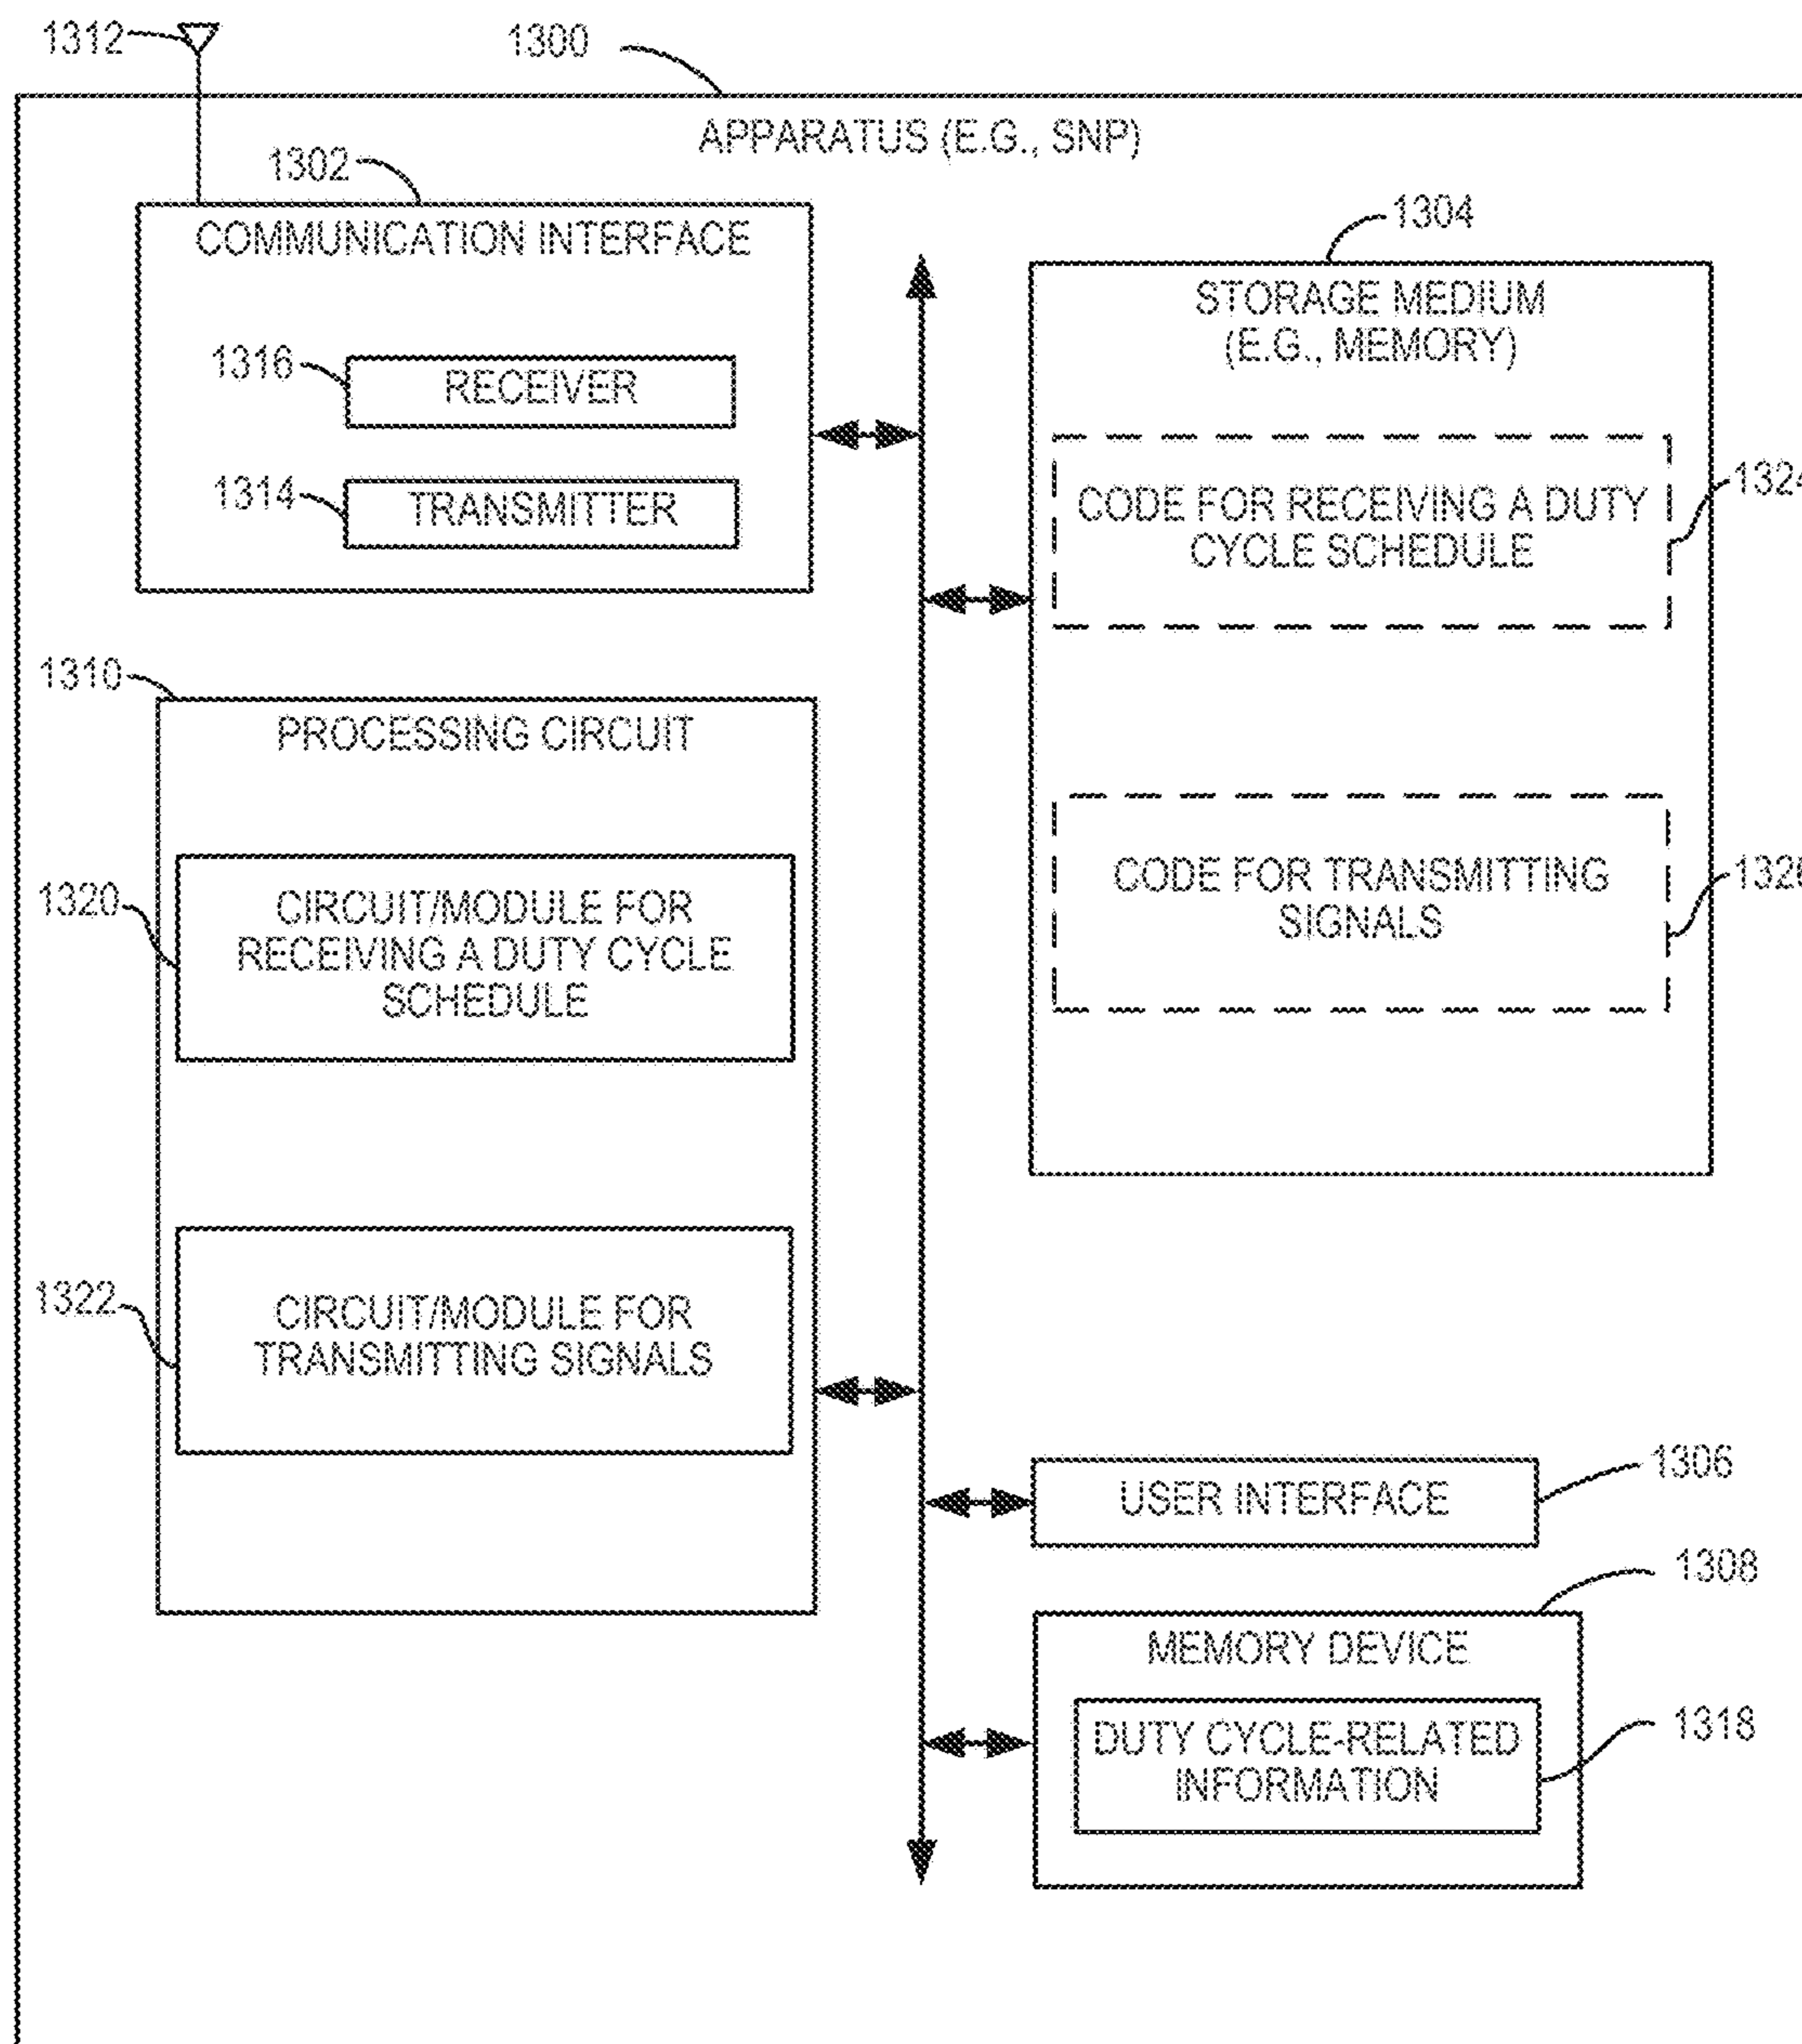 1312
1300
APPARATUS (E.G., SNP)
1302
COMMUNICATION INTERFACE
1316
RECEIVER
1314
TRANSMITTER
1304
STORAGE MEDIUM
(E.G., MEMORY)
CODE FOR RECEIVING A DUTY
CYCLE SCHEDULE
1324
CODE FOR TRANSMITTING
SIGNALS
1310
PROCESSING CIRCUIT
1320
CIRCUIT/MODULE FOR
RECEIVING A DUTY CYCLE
SCHEDULE
1322
CIRCUIT/MODULE FOR
TRANSMITTING SIGNALS
1306
USER INTERFACE
1308
MEMORY DEVICE
DUTY CYCLE-RELATED
INFORMATION
1318